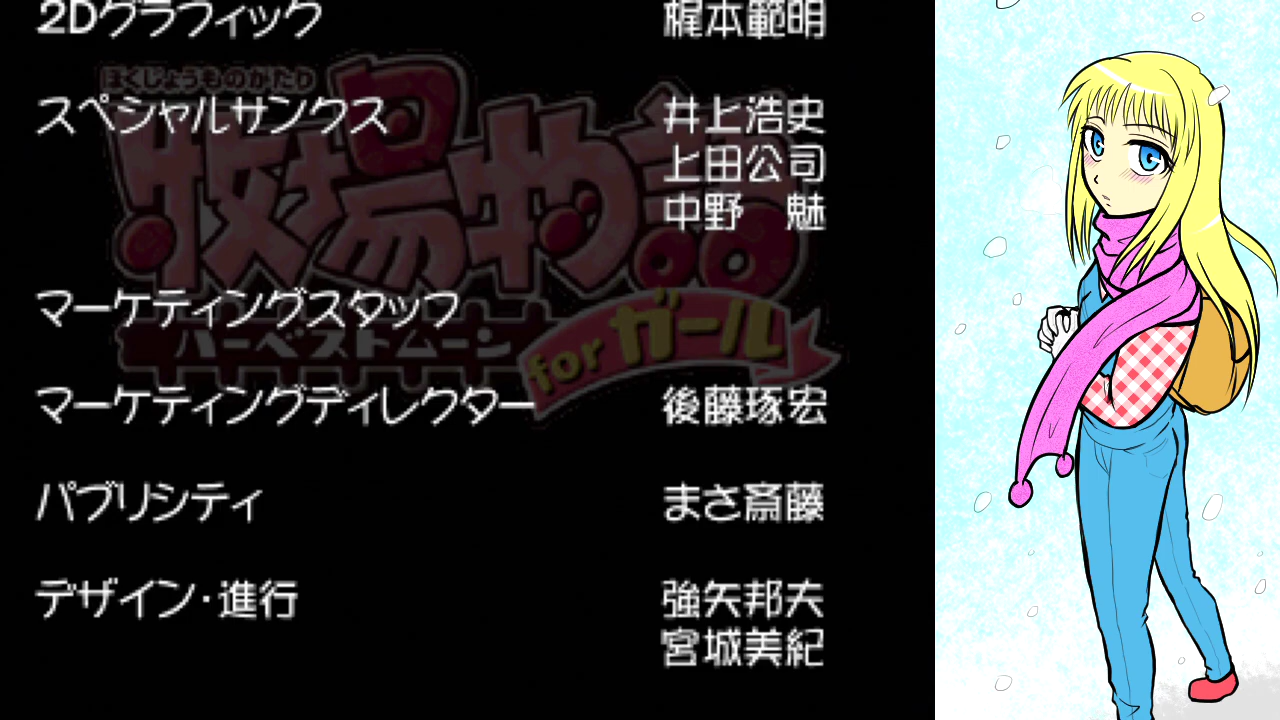 2Dグラフィック 梶本範明
ぼくじょうものがたり
スペシャルサンクス 井上浩史
上田公司
中野 魅
牧場物語
マーケティングスタッフ
ハーベストムーン for ガール
マーケティングディレクター 後藤琢宏
パブリシティ まさ斎藤
デザイン・進行 強矢邦夫
宮城美紀